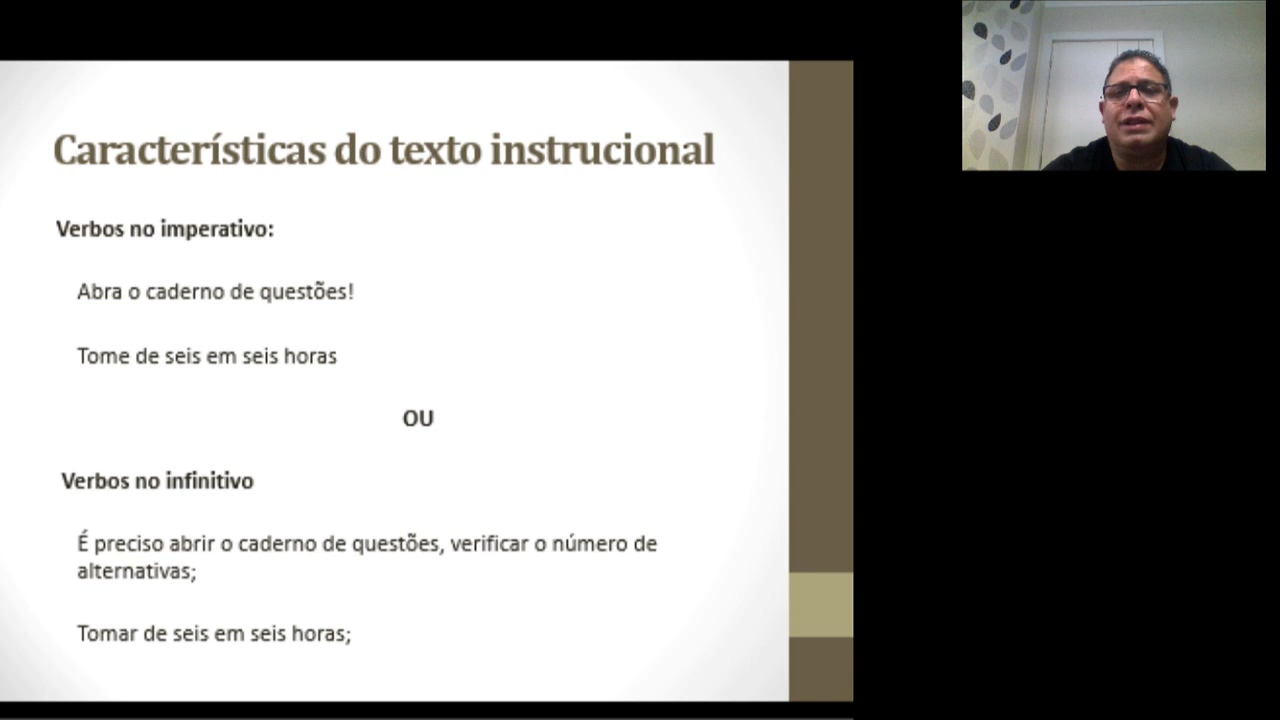 Características do texto instrucional
Verbos no imperativo:
Abra o caderno de questões!
Tome de seis em seis horas
OU
Verbos no infinitivo
É preciso abrir o caderno de questões, verificar o número de
alternativas;
Tomar de seis em seis horas;